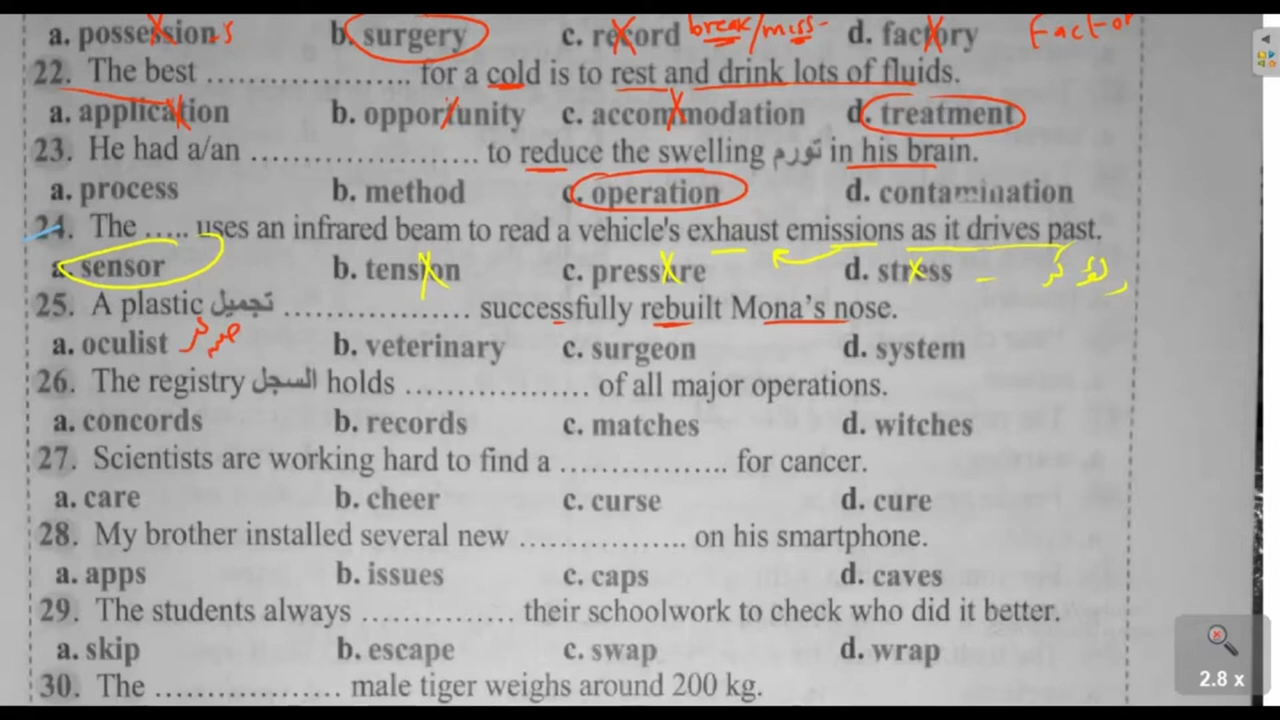 a. possession-s b. surgery c. record break/miss- d. factory Factor
22. The best .................... for a cold is to rest and drink lots of fluids.
a. application b. opportunity c. accommodation d. treatment
23. He had a/an ....................... to reduce the swelling تورم in his brain.
a. process b. method c. operation d. contamination
24. The ..... uses an infrared beam to read a vehicle's exhaust emissions as it drives past.
a. sensor b. tension c. pressure d. stress
25. A plastic تجميل .................. successfully rebuilt Mona's nose.
a. oculist b. veterinary c. surgeon d. system
26. The registry السجل holds .................. of all major operations.
a. concords b. records c. matches d. witches
27. Scientists are working hard to find a ................ for cancer.
a. care b. cheer c. curse d. cure
28. My brother installed several new ................ on his smartphone.
a. apps b. issues c. caps d. caves
29. The students always ............... their schoolwork to check who did it better.
a. skip b. escape c. swap d. wrap
30. The ................. male tiger weighs around 200 kg.
2.8 x